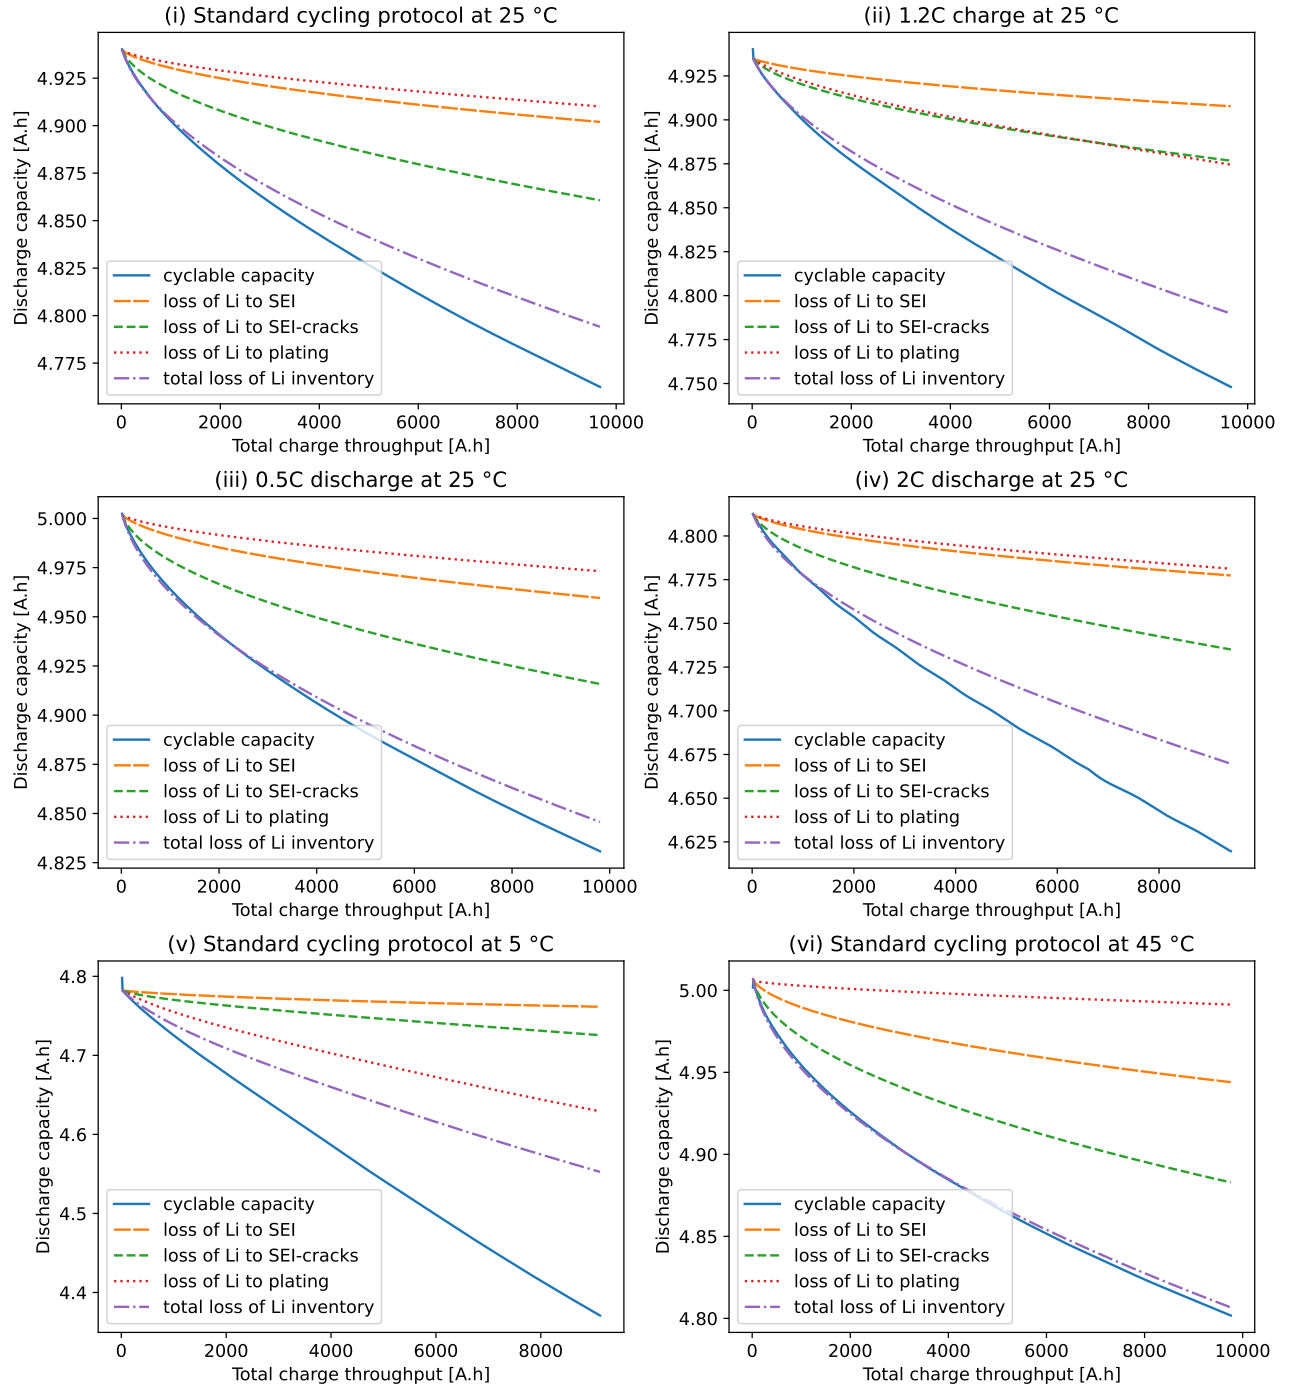 (i) Standard cycling protocol at 25 °C
Discharge capacity [A.h]
4.925
4.900
4.875
4.850
4.825
4.800
4.775
cyclable capacity
loss of Li to SEI
loss of Li to SEI-cracks
loss of Li to plating
total loss of Li inventory
0 2000 4000 6000 8000 10000
Total charge throughput [A.h]
(ii) 1.2C charge at 25 °C
Discharge capacity [A.h]
4.925
4.900
4.875
4.850
4.825
4.800
4.775
4.750
cyclable capacity
loss of Li to SEI
loss of Li to SEI-cracks
loss of Li to plating
total loss of Li inventory
0 2000 4000 6000 8000 10000
Total charge throughput [A.h]
(iii) 0.5C discharge at 25 °C
Discharge capacity [A.h]
5.000
4.975
4.950
4.925
4.900
4.875
4.850
4.825
cyclable capacity
loss of Li to SEI
loss of Li to SEI-cracks
loss of Li to plating
total loss of Li inventory
0 2000 4000 6000 8000 10000
Total charge throughput [A.h]
(iv) 2C discharge at 25 °C
Discharge capacity [A.h]
4.800
4.775
4.750
4.725
4.700
4.675
4.650
4.625
cyclable capacity
loss of Li to SEI
loss of Li to SEI-cracks
loss of Li to plating
total loss of Li inventory
0 2000 4000 6000 8000
Total charge throughput [A.h]
(v) Standard cycling protocol at 5 °C
Discharge capacity [A.h]
4.8
4.7
4.6
4.5
4.4
cyclable capacity
loss of Li to SEI
loss of Li to SEI-cracks
loss of Li to plating
total loss of Li inventory
0 2000 4000 6000 8000
Total charge throughput [A.h]
(vi) Standard cycling protocol at 45 °C
Discharge capacity [A.h]
5.00
4.95
4.90
4.85
4.80
cyclable capacity
loss of Li to SEI
loss of Li to SEI-cracks
loss of Li to plating
total loss of Li inventory
0 2000 4000 6000 8000 10000
Total charge throughput [A.h]